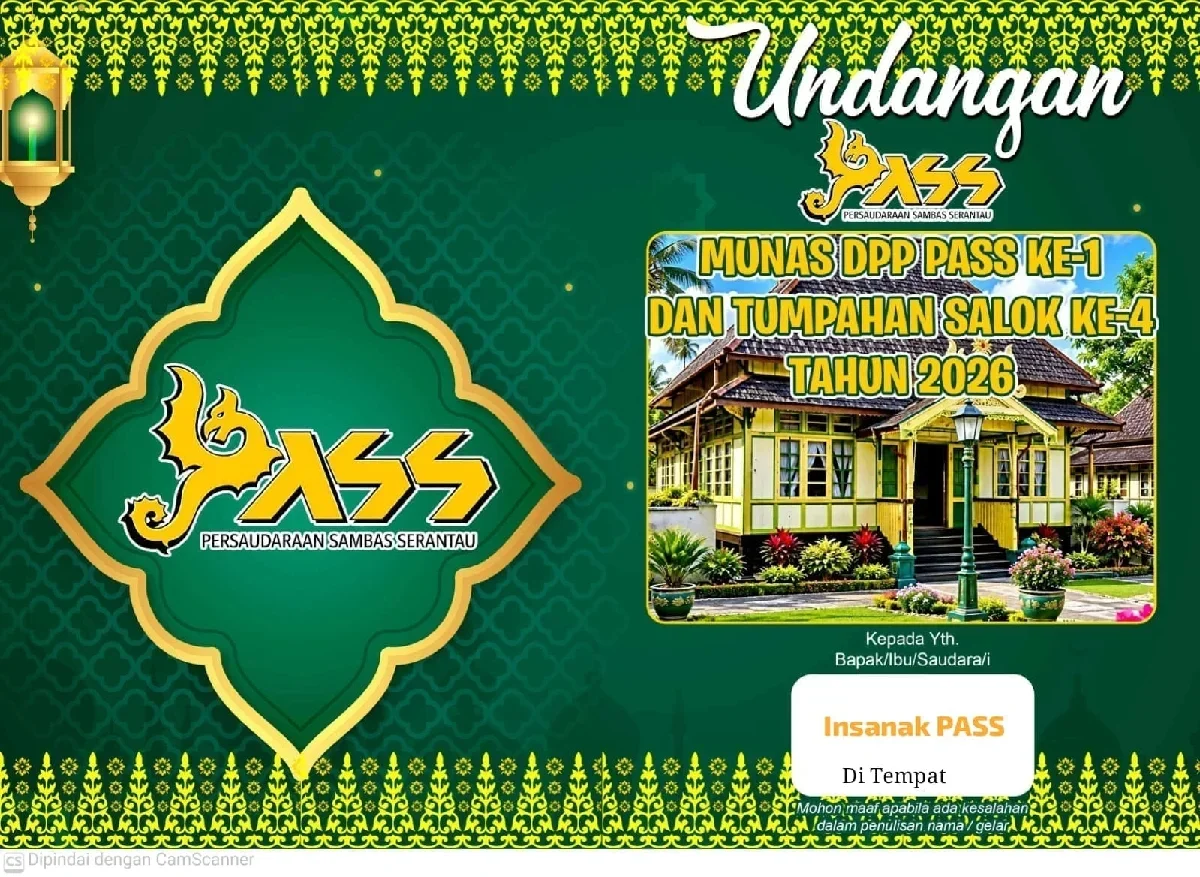 PASS
PERSAUDARAAN SAMBAS SERANTAU
Undangan
PASS
PERSAUDARAAN SAMBAS SERANTAU
MUNAS DPP PASS KE-1
DAN TUMPAHAN SALOK KE-4
TAHUN 2026
Kepada Yth.
Bapak/Ibu/Saudara/i
Insanak PASS
Di Tempat
Mohon maaf apabila ada kesalahan
dalam penulisan nama / gelar
CS Dipindai dengan CamScanner